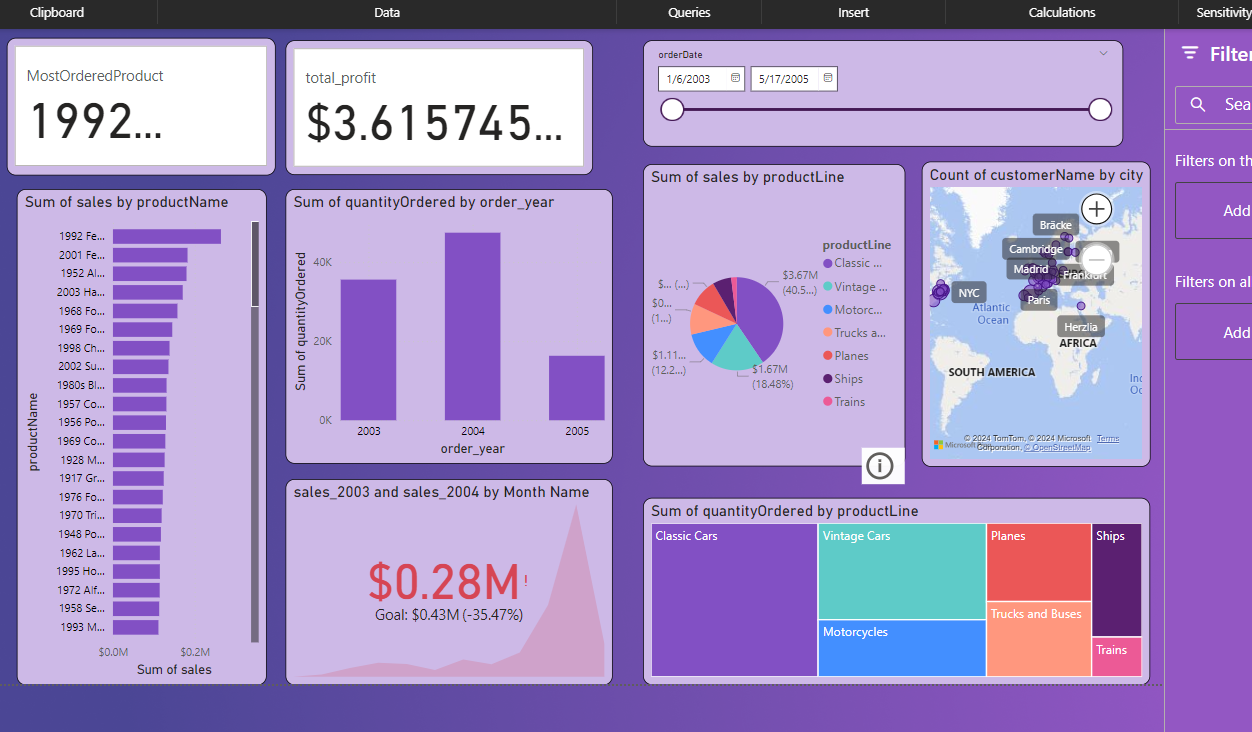 Clipboard
Data
Queries
Insert
Calculations
Sensitivity
MostOrderedProduct
1992...
total_profit
$3.615745...
orderDate
1/6/2003
5/17/2005
Filter
Sea
Filters on th
Add
Filters on al
Add
Sum of sales by productName
1992 Fe...
2001 Fe...
1952 Al...
2003 Ha...
1968 Fo...
1969 Fo...
1998 Ch...
2002 Su...
1980s Bl...
1957 Co...
1956 Po...
1969 Co...
1928 M...
1917 Gr...
1976 Fo...
1970 Tri...
1948 Po...
1962 La...
1995 Ho...
1972 Alf...
1958 Se...
1993 M...
productName
$0.0M
$0.2M
Sum of sales
Sum of quantityOrdered by order_year
Sum of quantityOrdered
40K
20K
0K
2003
2004
2005
order_year
sales_2003 and sales_2004 by Month Name
$0.28M!
Goal: $0.43M (-35.47%)
Sum of sales by productLine
$3.67M
(40.5...)
$1.67M
(18.48%)
$1.11...
(12.2...)
$0...
(1...)
$... (...)
productLine
Classic ...
Vintage ...
Motorc...
Trucks a...
Planes
Ships
Trains
Count of customerName by city
Bräcke
Cambridge
Madrid
Frankfurt
Paris
NYC
Herzlia
Atlantic
Ocean
AFRICA
SOUTH AMERICA
Ind
Oc
© 2024 TomTom, © 2024 Microsoft
Corporation, © OpenStreetMap
Terms
Sum of quantityOrdered by productLine
Classic Cars
Vintage Cars
Motorcycles
Planes
Trucks and Buses
Ships
Trains